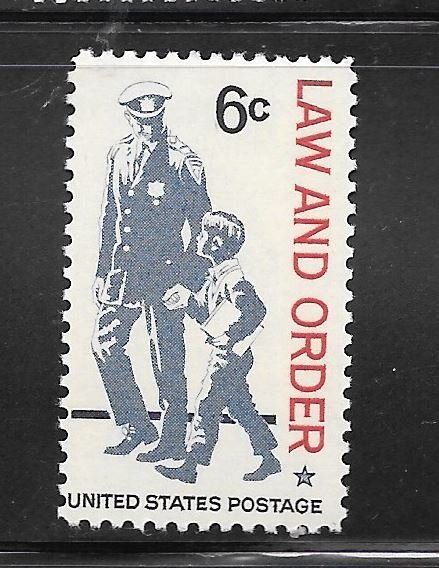 6c
LAW AND ORDER
UNITED STATES POSTAGE